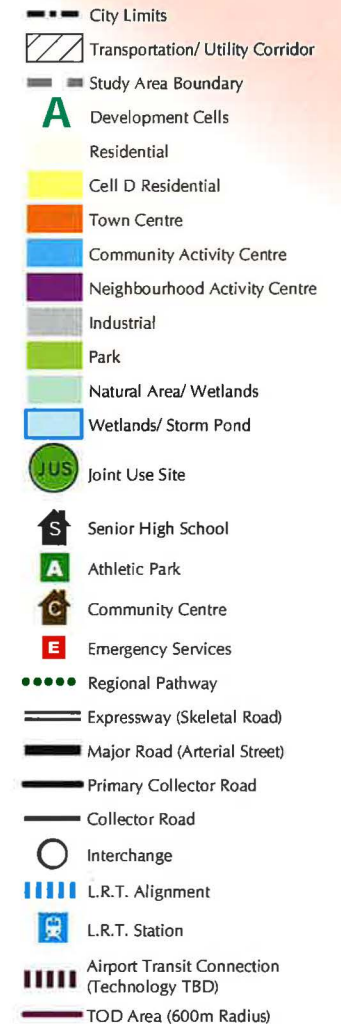 City Limits
Transportation/ Utility Corridor
Study Area Boundary
A Development Cells
Residential
Cell D Residential
Town Centre
Community Activity Centre
Neighbourhood Activity Centre
Industrial
Park
Natural Area/ Wetlands
Wetlands/ Storm Pond
JUS Joint Use Site
S Senior High School
A Athletic Park
C Community Centre
E Emergency Services
Regional Pathway
Expressway (Skeletal Road)
Major Road (Arterial Street)
Primary Collector Road
Collector Road
Interchange
L.R.T. Alignment
L.R.T. Station
Airport Transit Connection
(Technology TBD)
TOD Area (600m Radius)